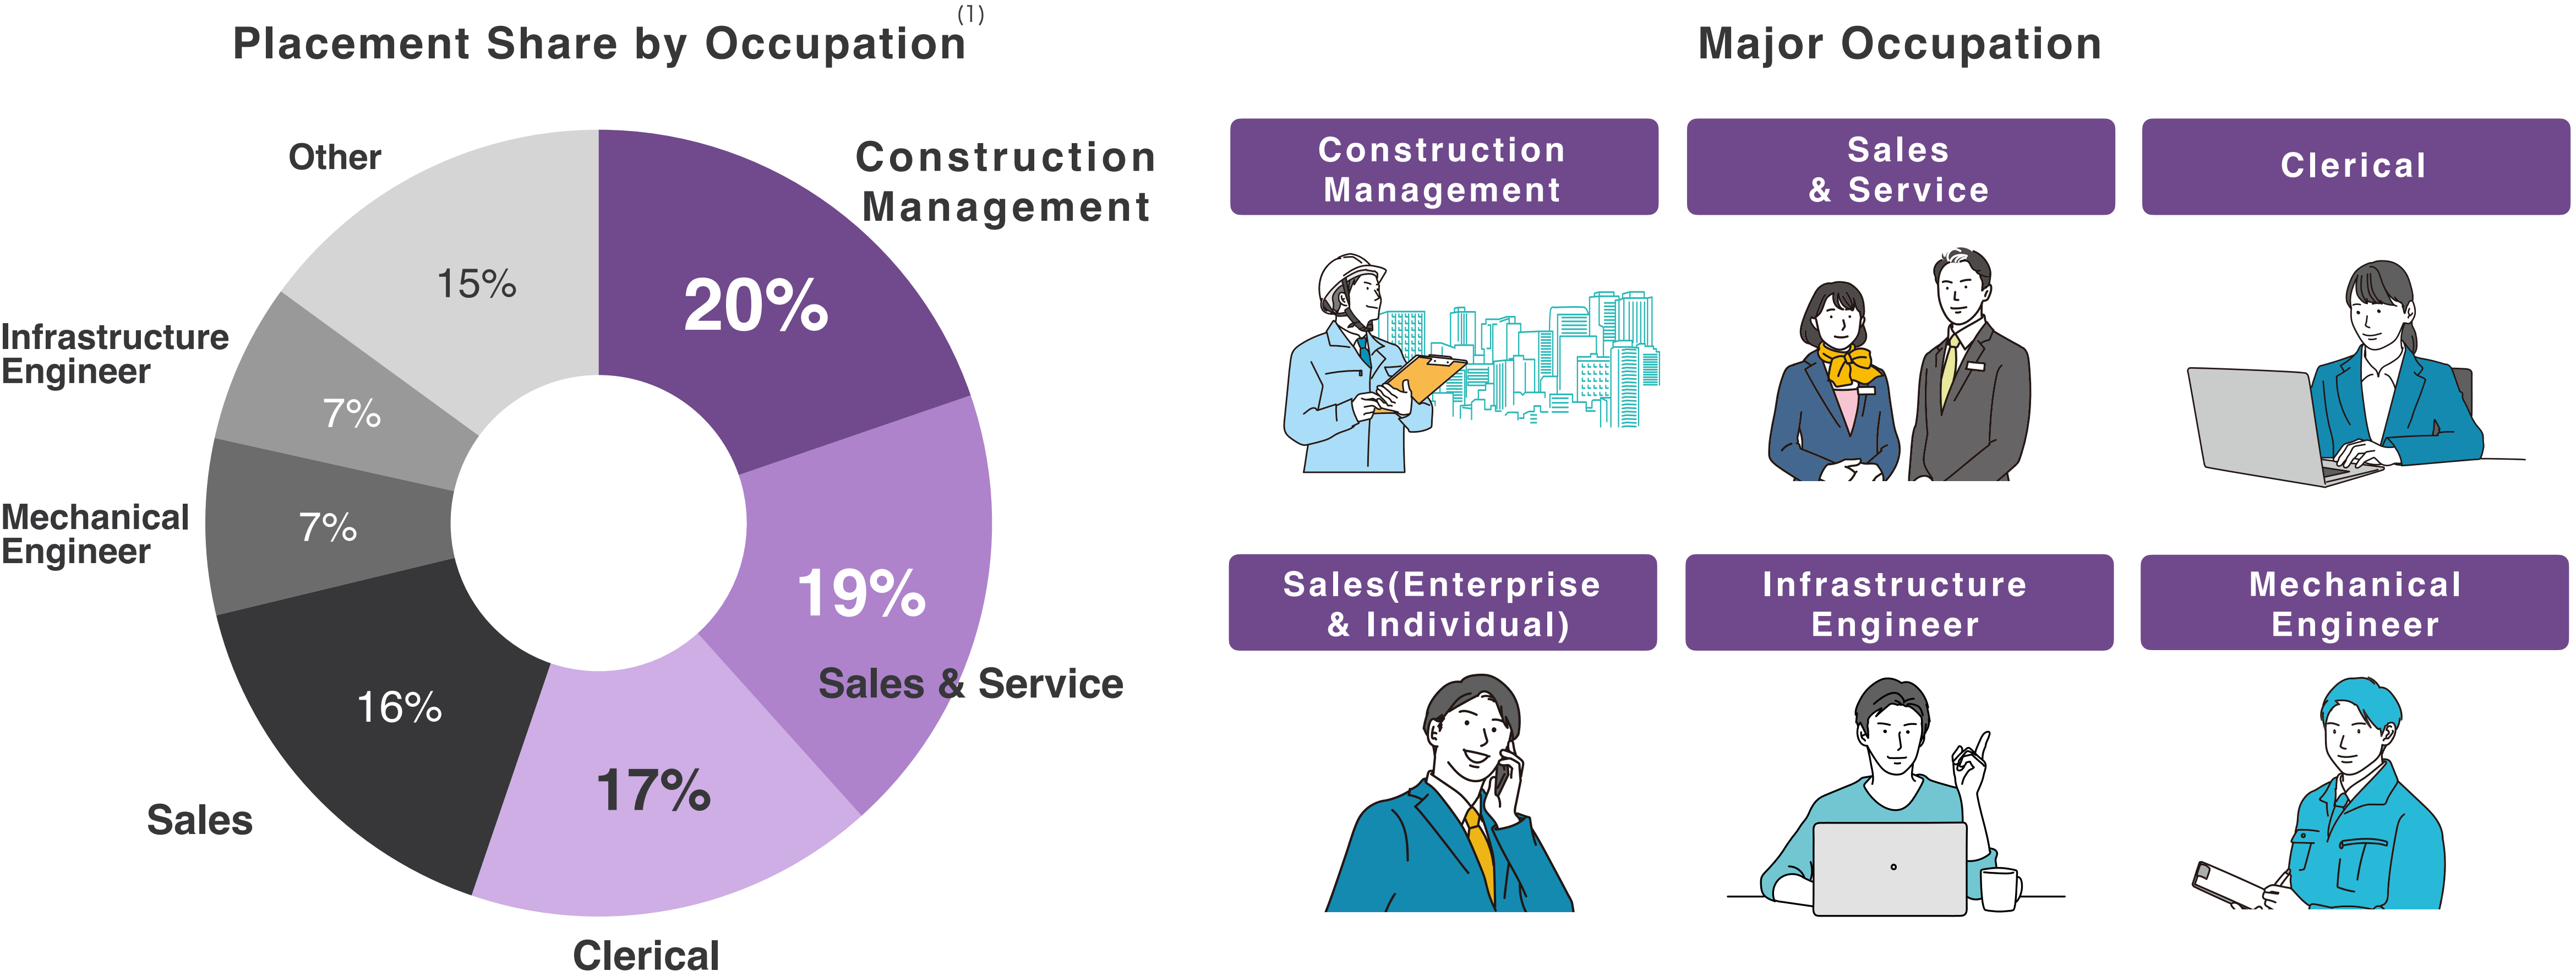 Placement Share by Occupation(1)
Other
Construction
Management
15%
20%
Infrastructure
Engineer
7%
Mechanical
Engineer
7%
19%
Sales & Service
16%
17%
Sales
Clerical
Major Occupation
Construction
Management
Sales
& Service
Clerical
Sales(Enterprise
& Individual)
Infrastructure
Engineer
Mechanical
Engineer